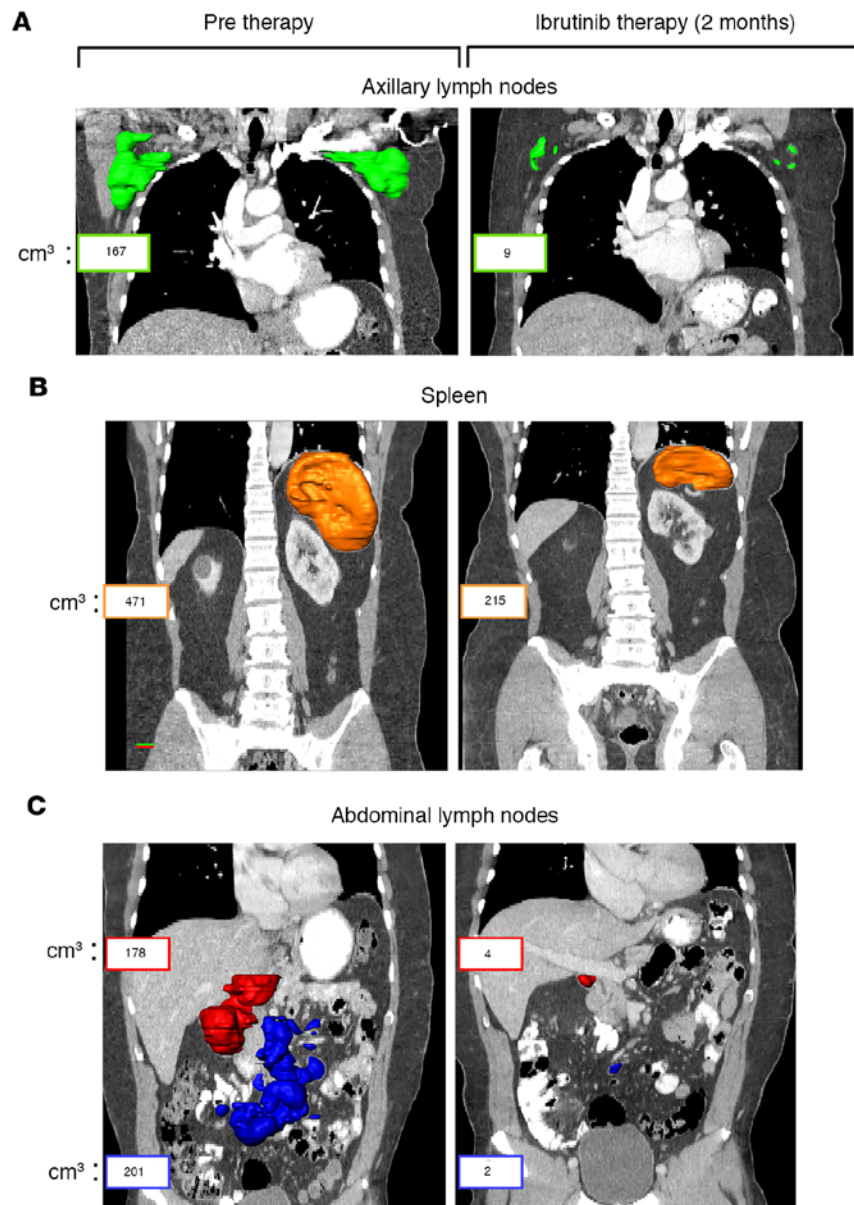 A
Pre therapy
Ibrutinib therapy (2 months)
Axillary lymph nodes
cm³ :
167
9
B
Spleen
cm³ :
471
215
C
Abdominal lymph nodes
cm³ :
178
4
cm³ :
201
2